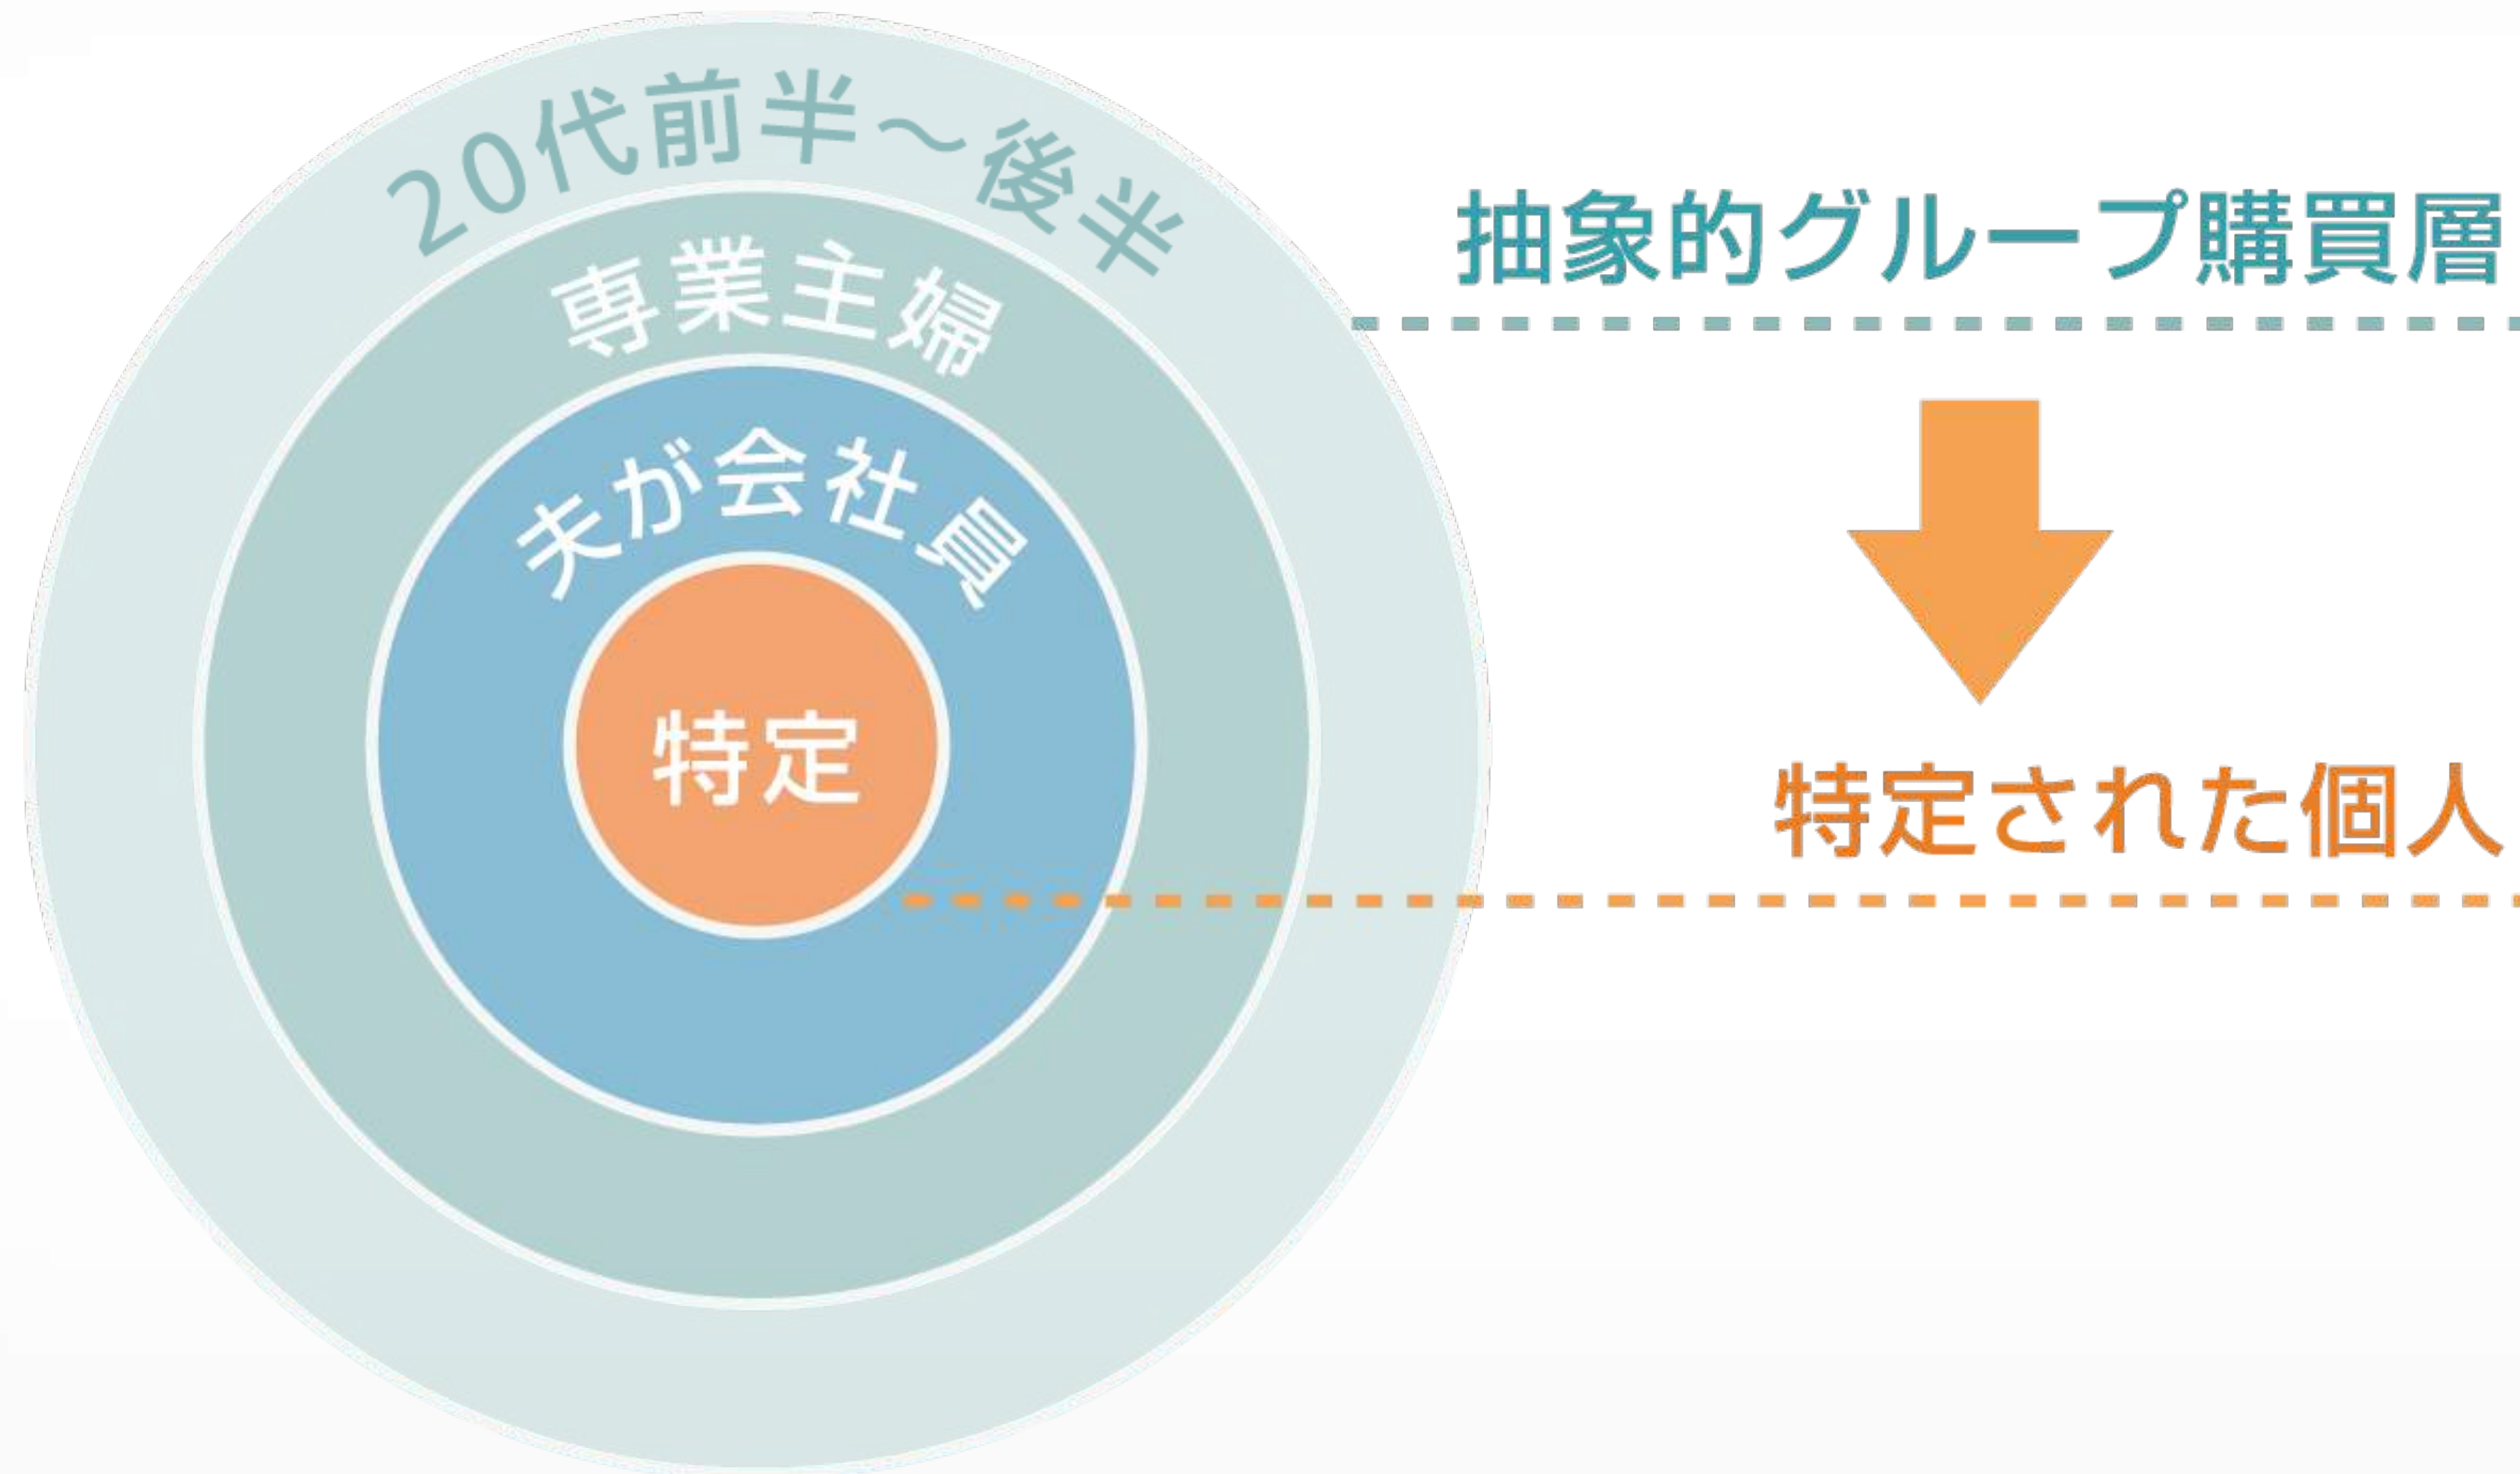 20代前半～後半
専業主婦
夫が会社員
特定
抽象的グループ購買層
特定された個人